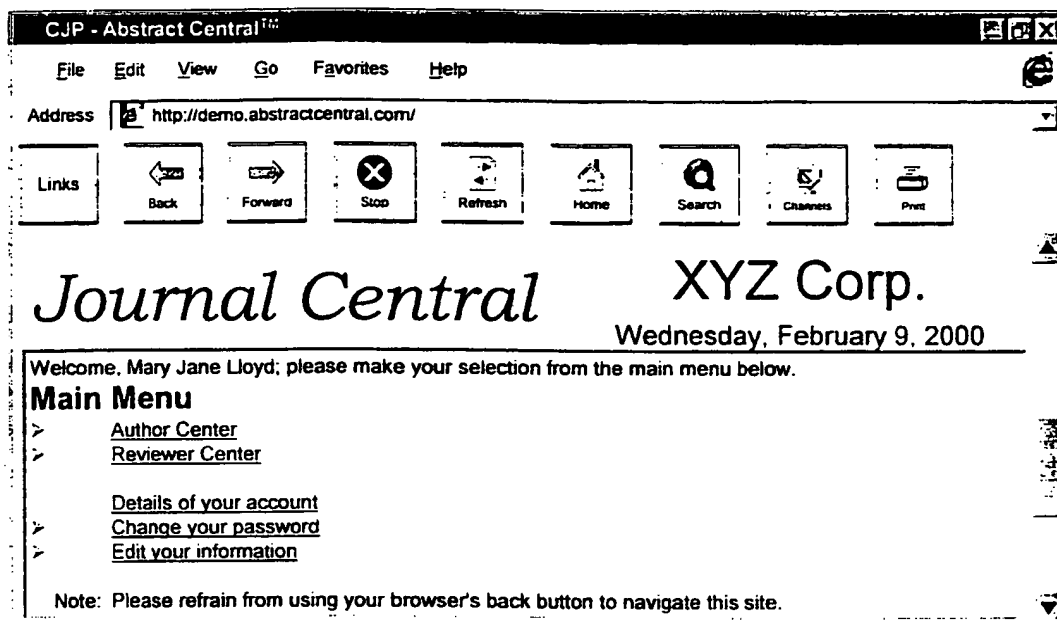 CJP - Abstract Central™
File Edit View Go Favorites Help
Address http://demo.abstractcentral.com/
Links Back Forward Stop Refresh Home Search Channels Print
Journal Central XYZ Corp.
Wednesday, February 9, 2000
Welcome, Mary Jane Lloyd; please make your selection from the main menu below.
Main Menu
➢ Author Center
➢ Reviewer Center
Details of your account
➢ Change your password
➢ Edit your information
Note: Please refrain from using your browser's back button to navigate this site.